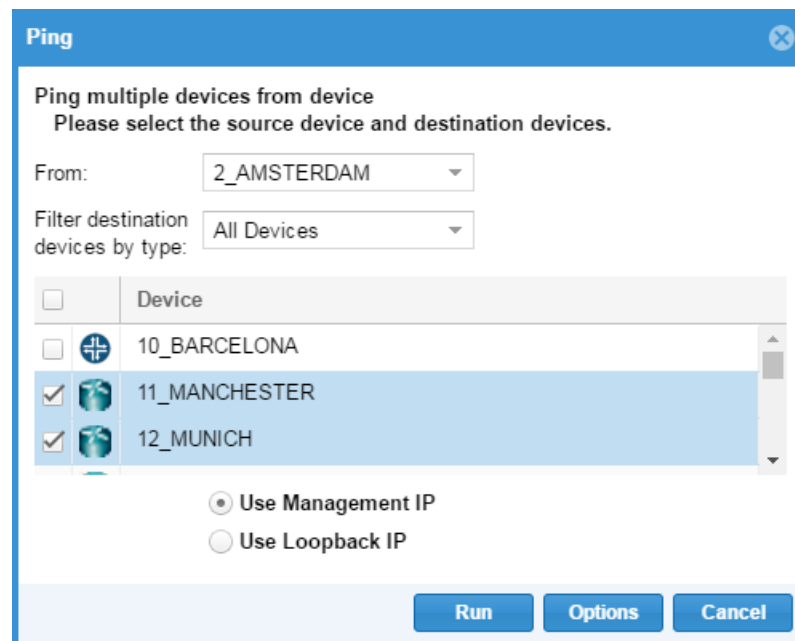 Ping
Ping multiple devices from device
Please select the source device and destination devices.
From:
2_AMSTERDAM
Filter destination
devices by type:
All Devices
Device
10_BARCELONA
11_MANCHESTER
12_MUNICH
Use Management IP
Use Loopback IP
Run
Options
Cancel